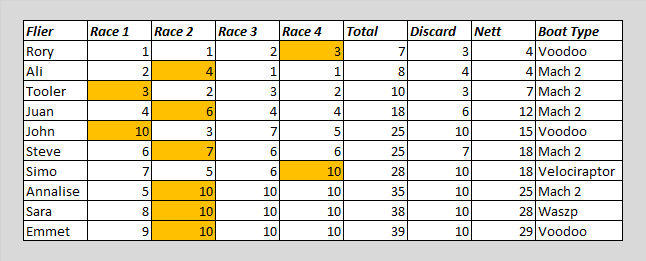 Flier Race 1 Race 2 Race 3 Race 4 Total Discard Nett Boat Type
Rory 1 1 2 3 7 3 4 Voodoo
Ali 2 4 1 1 8 4 4 Mach 2
Tooler 3 2 3 2 10 3 7 Mach 2
Juan 4 6 4 4 18 6 12 Mach 2
John 10 3 7 5 25 10 15 Voodoo
Steve 6 7 6 6 25 7 18 Mach 2
Simo 7 5 6 10 28 10 18 Velociraptor
Annalise 5 10 10 10 35 10 25 Mach 2
Sara 8 10 10 10 38 10 28 Waszp
Emmet 9 10 10 10 39 10 29 Voodoo